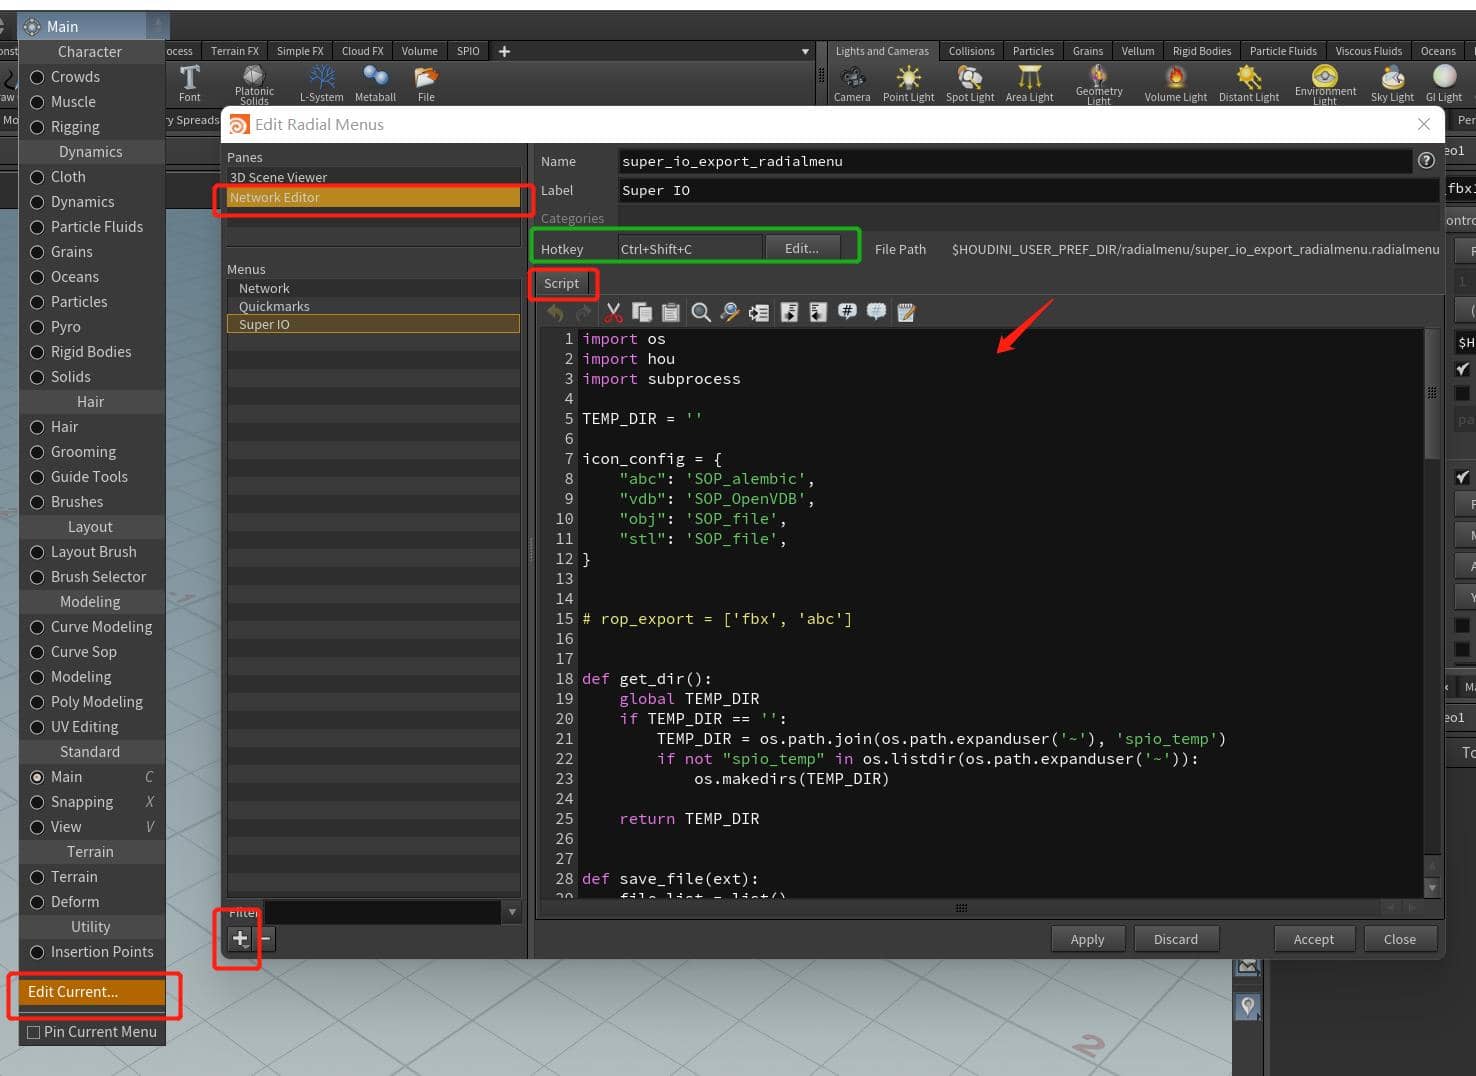 Main
Character
Crowds
Muscle
Rigging
Dynamics
Cloth
Dynamics
Particle Fluids
Grains
Oceans
Particles
Pyro
Rigid Bodies
Solids
Hair
Hair
Grooming
Guide Tools
Brushes
Layout
Layout Brush
Brush Selector
Modeling
Curve Modeling
Curve Sop
Modeling
Poly Modeling
UV Editing
Standard
Main C
Snapping X
View V
Terrain
Terrain
Deform
Utility
Insertion Points
Edit Current...
Pin Current Menu
ocess Terrain FX Simple FX Cloud FX Volume SPIO
Font
Platonic Solids
L-System
Metaball
File
Lights and Cameras Collisions Particles Grains Vellum Rigid Bodies Particle Fluids Viscous Fluids Oceans
Camera
Point Light
Spot Light
Area Light
Geometry Light
Volume Light
Distant Light
Environment Light
Sky Light
GI Light
Mo
ry Spreads
Per
Edit Radial Menus
Panes
3D Scene Viewer
Network Editor
Menus
Network
Quickmarks
Super IO
Filter
Name super_io_export_radialmenu
Label Super IO
Categories
Hotkey Ctrl+Shift+C Edit... File Path $HOUDINI_USER_PREF_DIR/radialmenu/super_io_export_radialmenu.radialmenu
Script
1 import os
2 import hou
3 import subprocess
4
5 TEMP_DIR = ''
6
7 icon_config = {
8 "abc": 'SOP_alembic',
9 "vdb": 'SOP_OpenVDB',
10 "obj": 'SOP_file',
11 "stl": 'SOP_file',
12 }
13
14
15 # rop_export = ['fbx', 'abc']
16
17
18 def get_dir():
19 global TEMP_DIR
20 if TEMP_DIR == '':
21 TEMP_DIR = os.path.join(os.path.expanduser('~'), 'spio_temp')
22 if not "spio_temp" in os.listdir(os.path.expanduser('~')):
23 os.makedirs(TEMP_DIR)
24
25 return TEMP_DIR
26
27
28 def save_file(ext):
29 file_list = list()
Apply Discard Accept Close
eo1
fbx1
ontro
$H
Ma
eo1
To
2